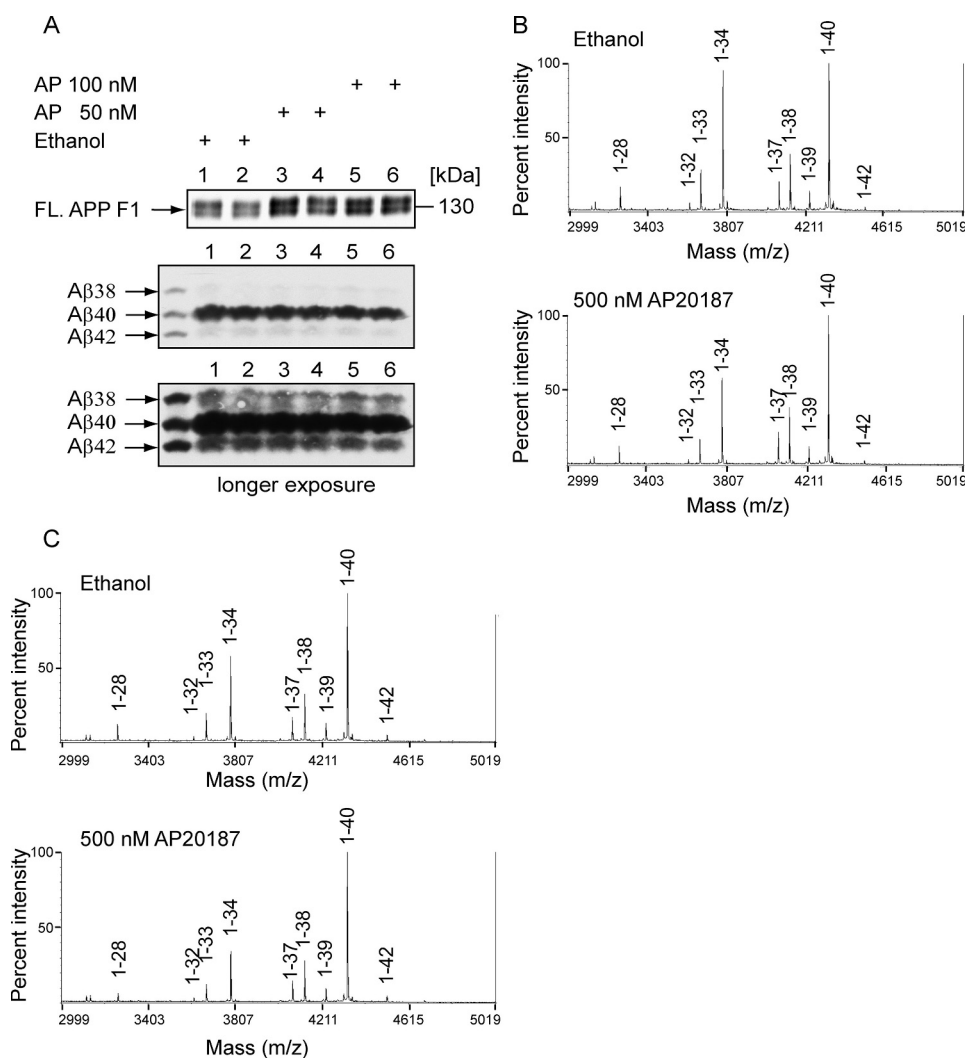 A
AP 100 nM + +
AP 50 nM + +
Ethanol + +
1 2 3 4 5 6 [kDa]
FL. APP F1 130
1 2 3 4 5 6
Aβ38
Aβ40
Aβ42
1 2 3 4 5 6
Aβ38
Aβ40
Aβ42
longer exposure
B
Ethanol
Percent intensity
100
50
1-28
1-32
1-33
1-34
1-37
1-38
1-39
1-40
1-42
2999 3403 3807 4211 4615 5019
Mass (m/z)
500 nM AP20187
Percent intensity
100
50
1-28
1-32
1-33
1-34
1-37
1-38
1-39
1-40
1-42
2999 3403 3807 4211 4615 5019
Mass (m/z)
C
Ethanol
Percent intensity
100
50
1-28
1-32
1-33
1-34
1-37
1-38
1-39
1-40
1-42
2999 3403 3807 4211 4615 5019
Mass (m/z)
500 nM AP20187
Percent intensity
100
50
1-28
1-32
1-33
1-34
1-37
1-38
1-39
1-40
1-42
2999 3403 3807 4211 4615 5019
Mass (m/z)